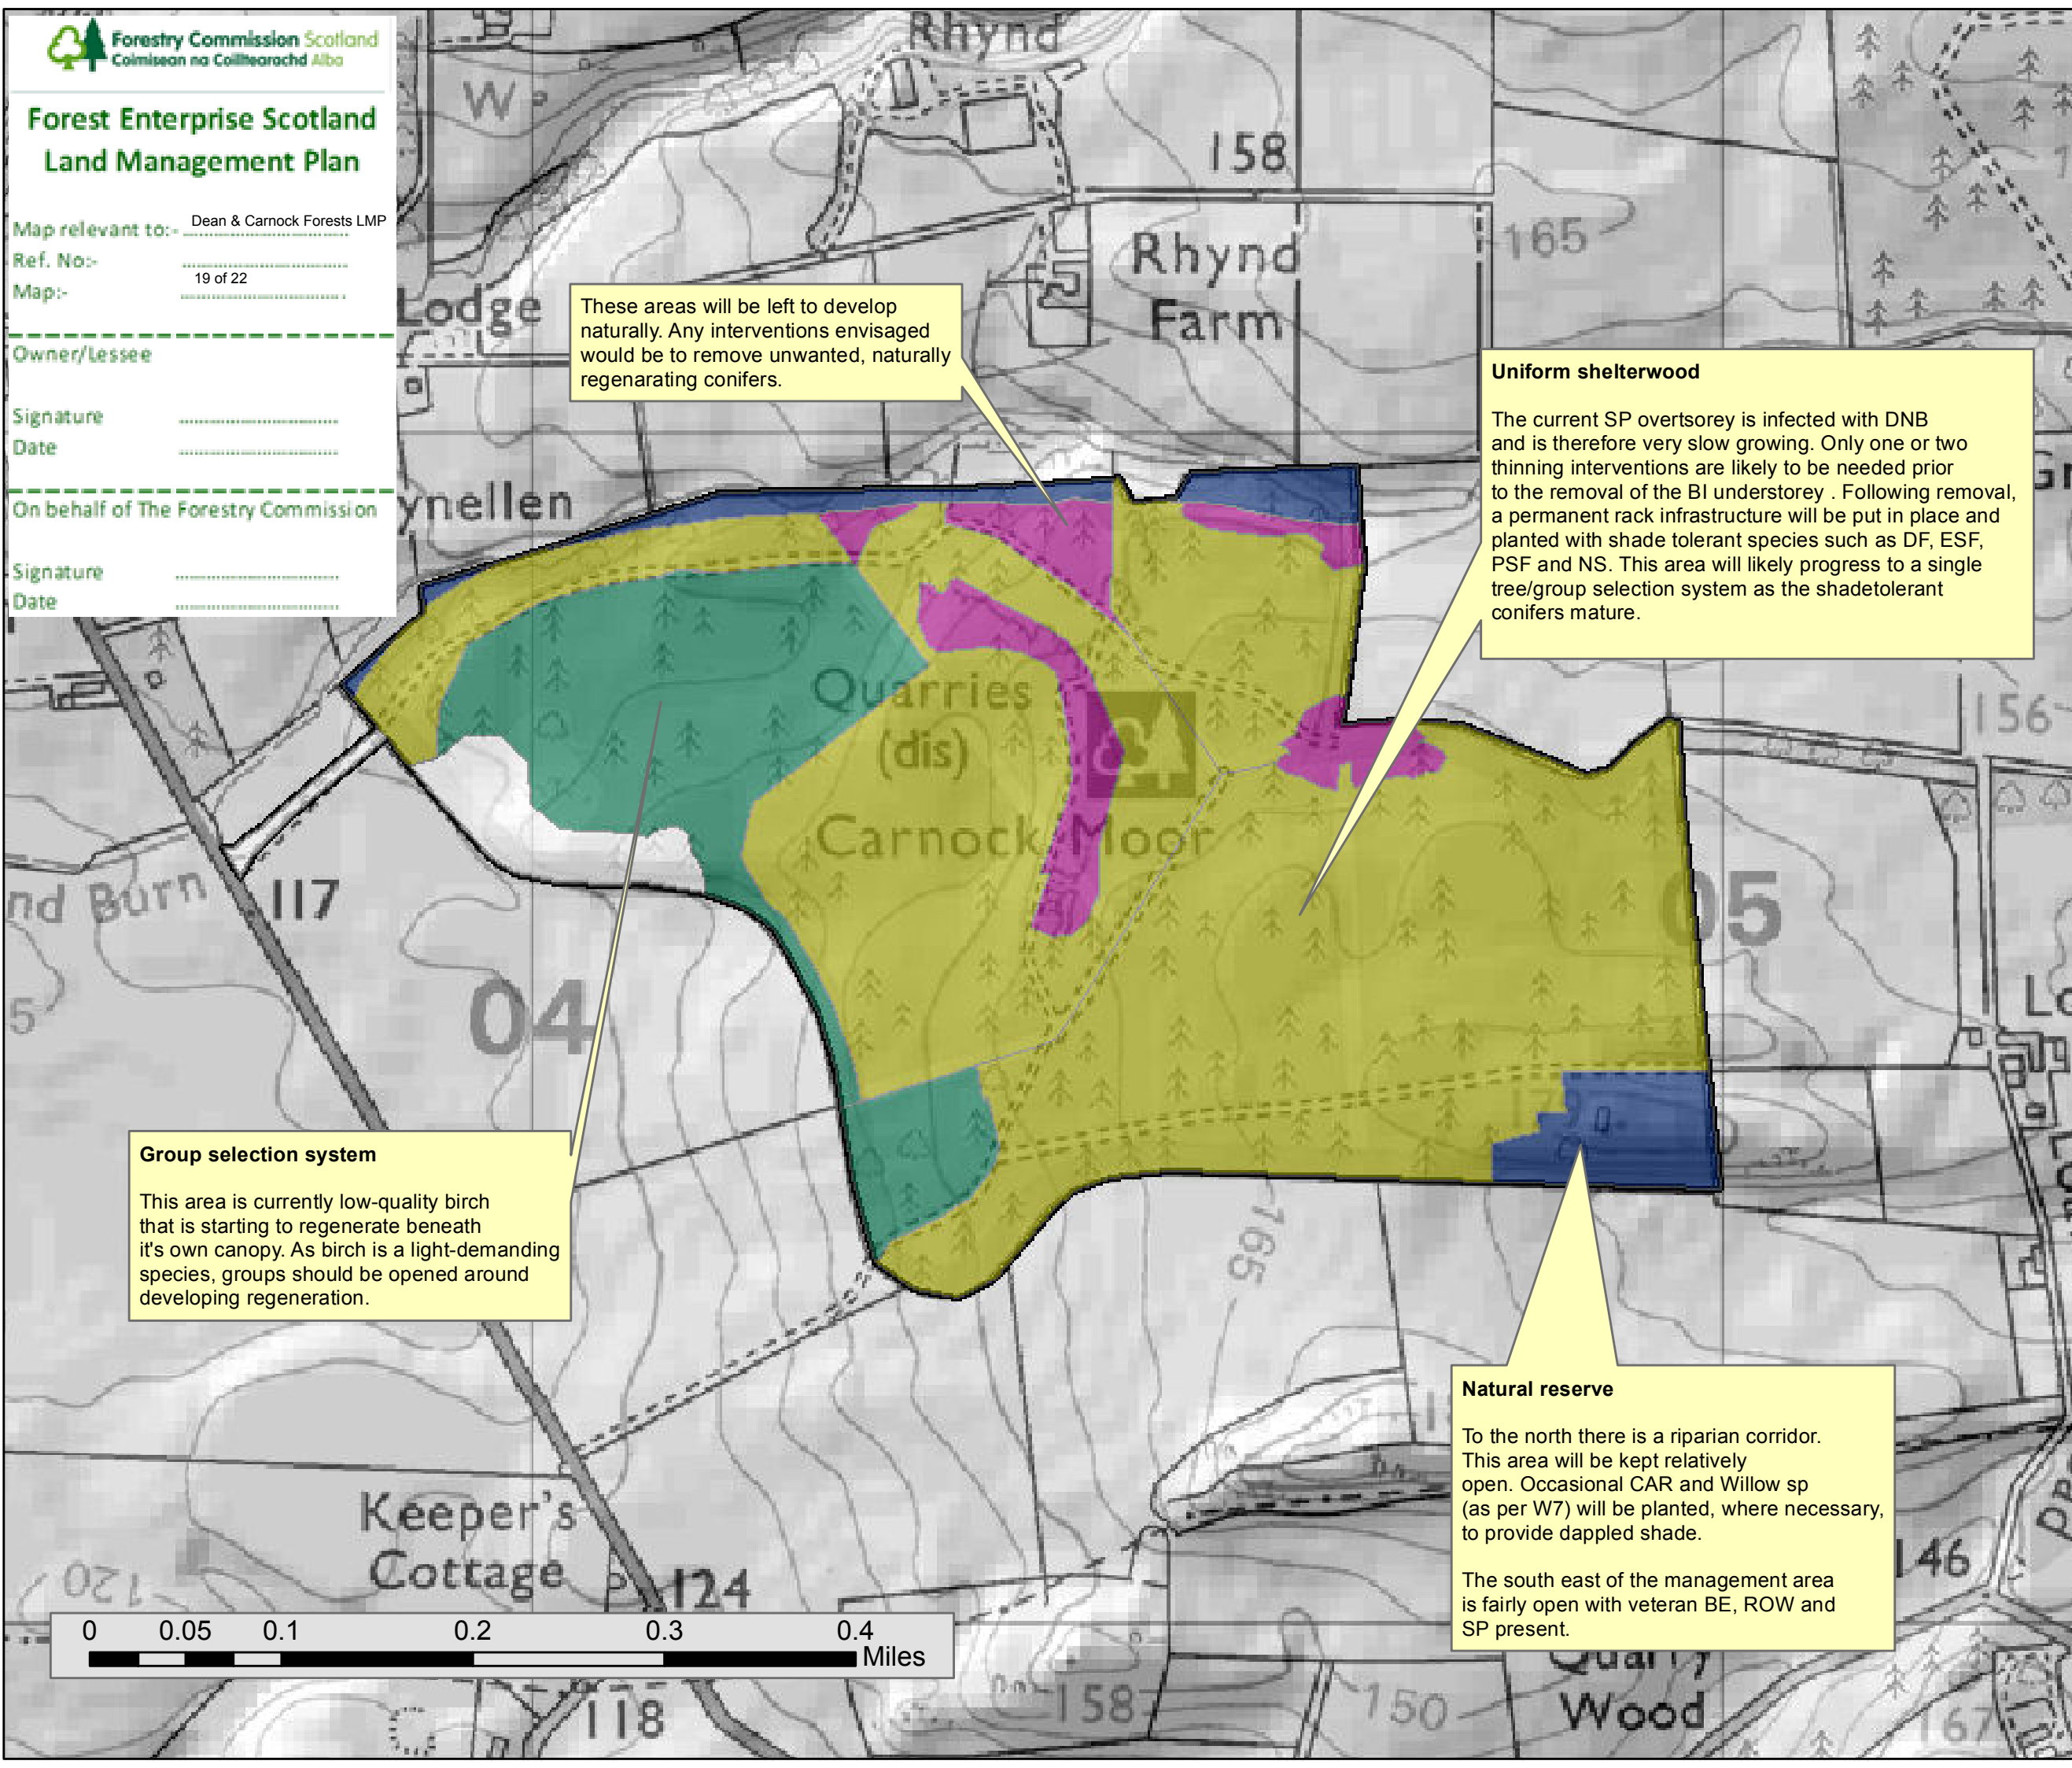 Forestry Commission Scotland
Coimisean na Coilltearachd Alba
Forest Enterprise Scotland
Land Management Plan
Map relevant to:- Dean & Carnock Forests LMP
Ref. No:-
Map:- 19 of 22
Owner/Lessee
Signature
Date
On behalf of The Forestry Commission
Signature
Date
Rhynd
W
158
165
Rhynd
Farm
Lodge
These areas will be left to develop
naturally. Any interventions envisaged
would be to remove unwanted, naturally
regenarating conifers.
Uniform shelterwood
The current SP overtsorey is infected with DNB
and is therefore very slow growing. Only one or two
thinning interventions are likely to be needed prior
to the removal of the BI understorey . Following removal,
a permanent rack infrastructure will be put in place and
planted with shade tolerant species such as DF, ESF,
PSF and NS. This area will likely progress to a single
tree/group selection system as the shadetolerant
conifers mature.
ynellen
Quarries
(dis)
Carnock Moor
156
nd Burn
117
05
04
5
Lo
165
Group selection system
This area is currently low-quality birch
that is starting to regenerate beneath
it's own canopy. As birch is a light-demanding
species, groups should be opened around
developing regeneration.
Natural reserve
To the north there is a riparian corridor.
This area will be kept relatively
open. Occasional CAR and Willow sp
(as per W7) will be planted, where necessary,
to provide dappled shade.
The south east of the management area
is fairly open with veteran BE, ROW and
SP present.
Keeper's
Cottage
120
124
146
0 0.05 0.1 0.2 0.3 0.4
Miles
118
158
150
Quarry
Wood
167